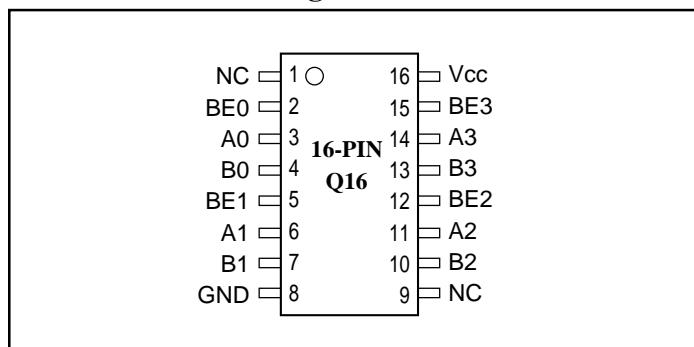 NC 1 16 Vcc
BE0 2 15 BE3
A0 3 14 A3
B0 4 13 B3
BE1 5 12 BE2
A1 6 11 A2
B1 7 10 B2
GND 8 9 NC
16-PIN
Q16